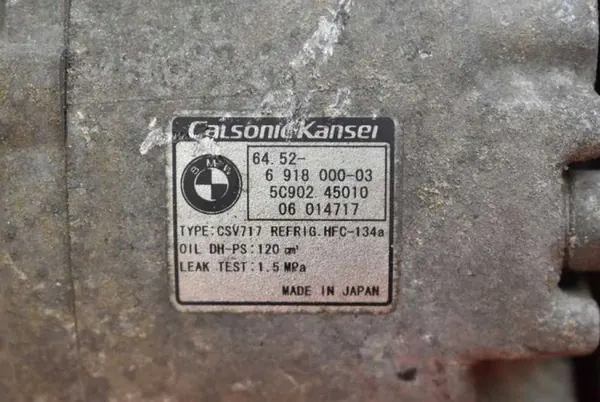 CalsonicKansei
BMW
64.52-
6 918 000-03
5C902 45010
06 014717
TYPE:CSV717 REFRIG.HFC-134a
OIL DH-PS:120 cm³
LEAK TEST:1.5 MPa
MADE IN JAPAN